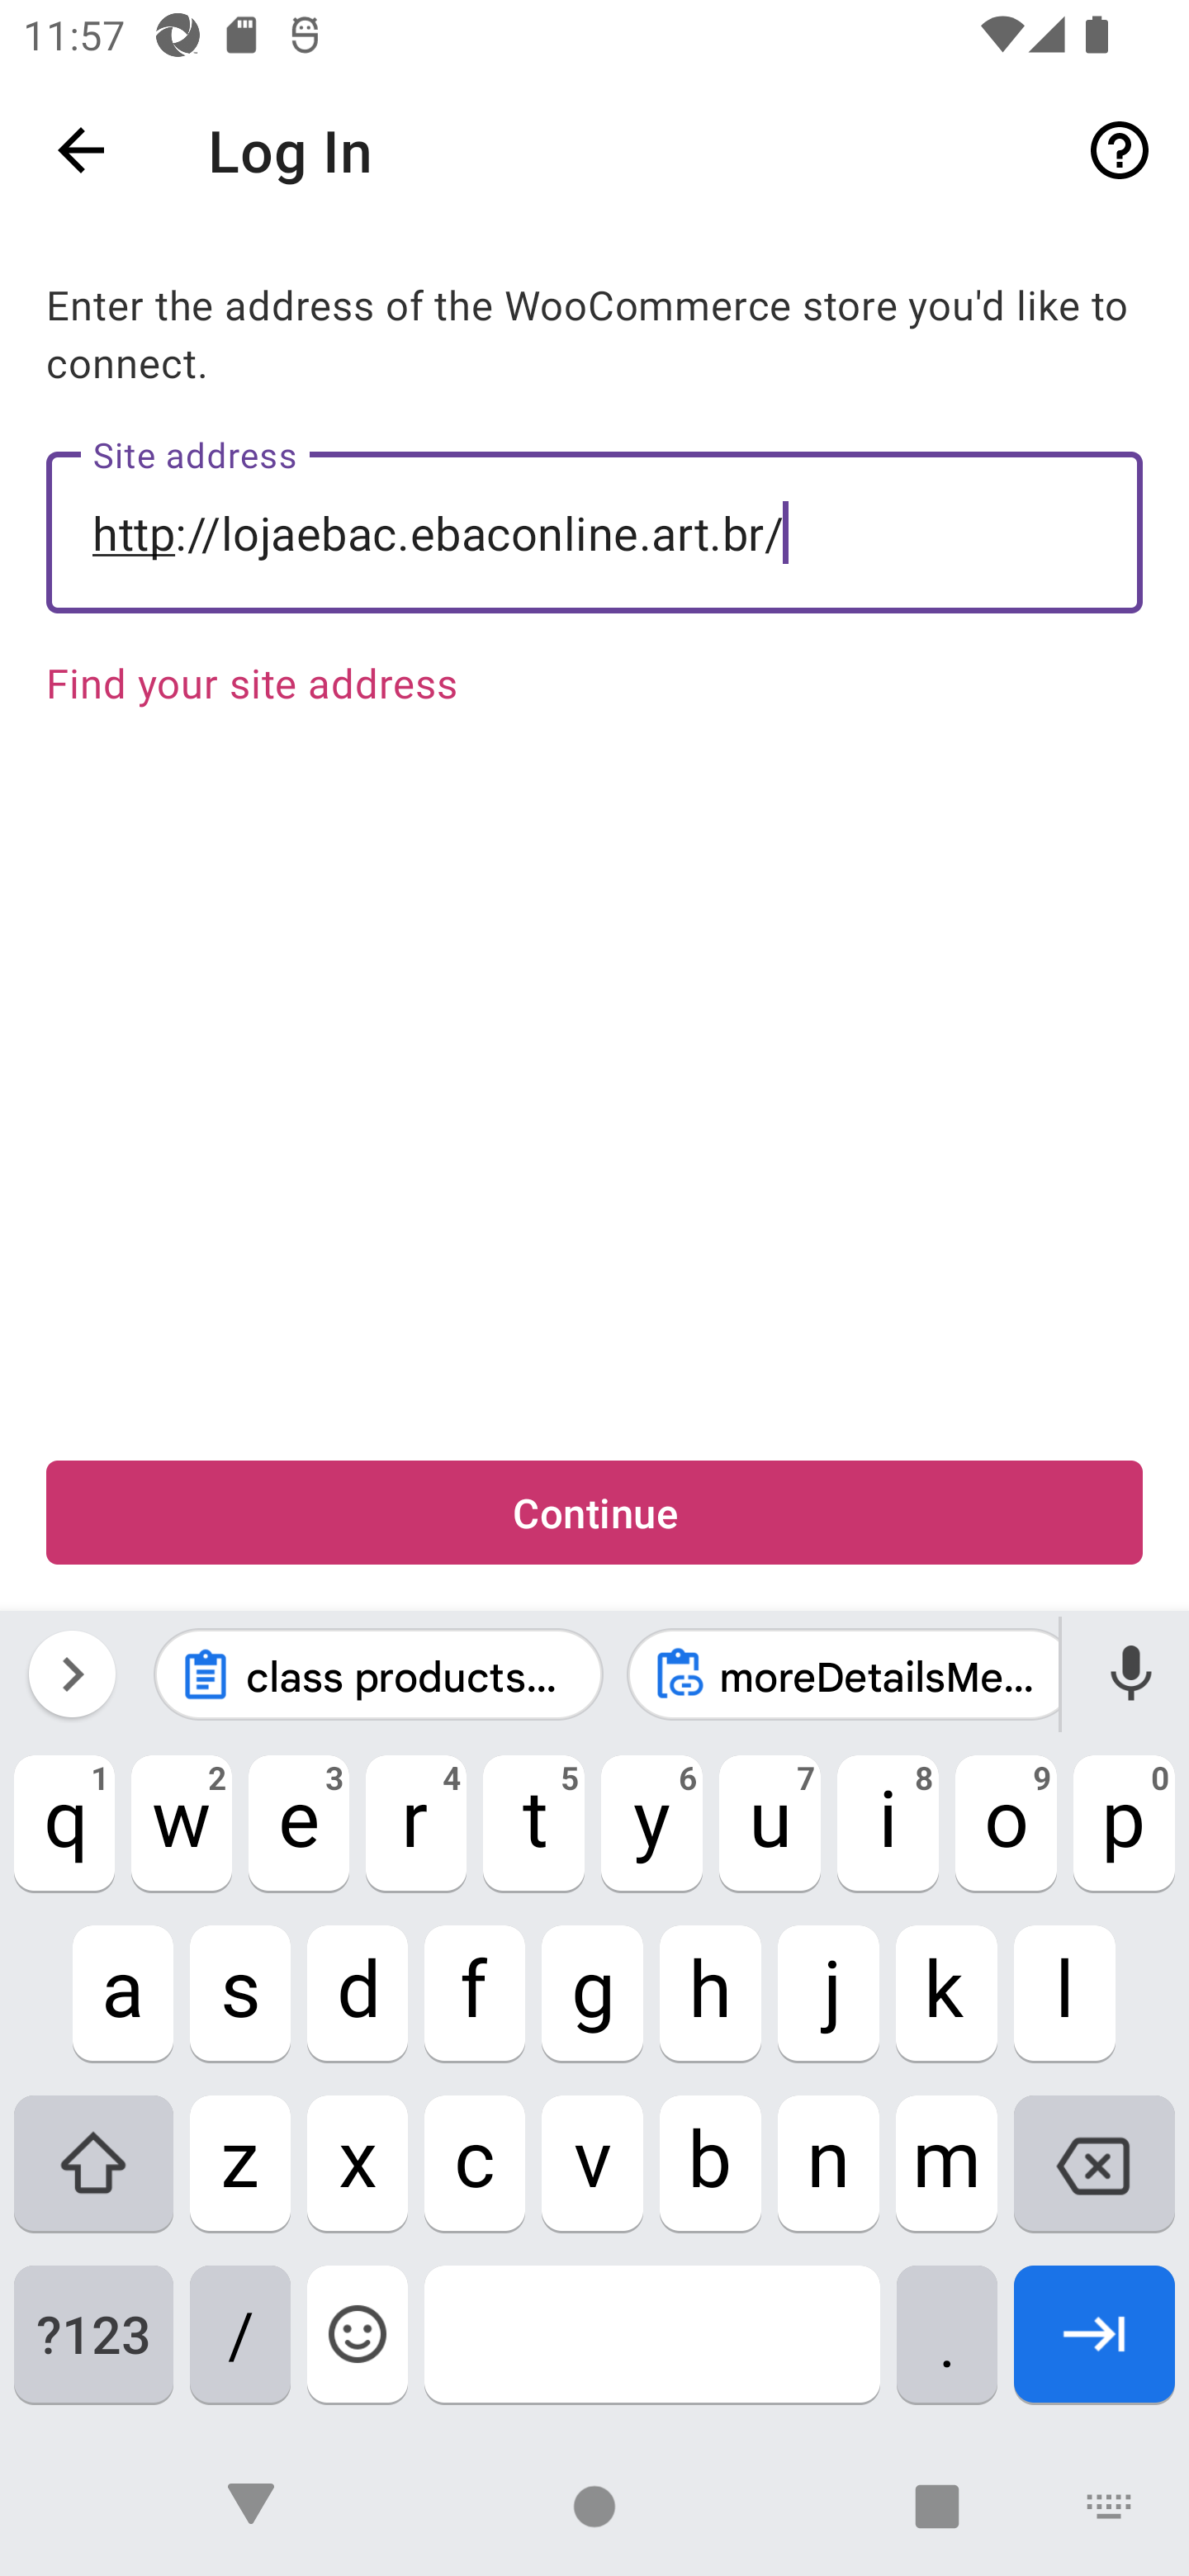 11:57
Log In
Enter the address of the WooCommerce store you'd like to
connect.
Site address
http://lojaebac.ebaconline.art.br/
Find your site address
Continue
class products... moreDetailsMe...
q 1 w 2 e 3 r 4 t 5 y 6 u 7 i 8 o 9 p 0
a s d f g h j k l
z x c v b n m
?123 / .